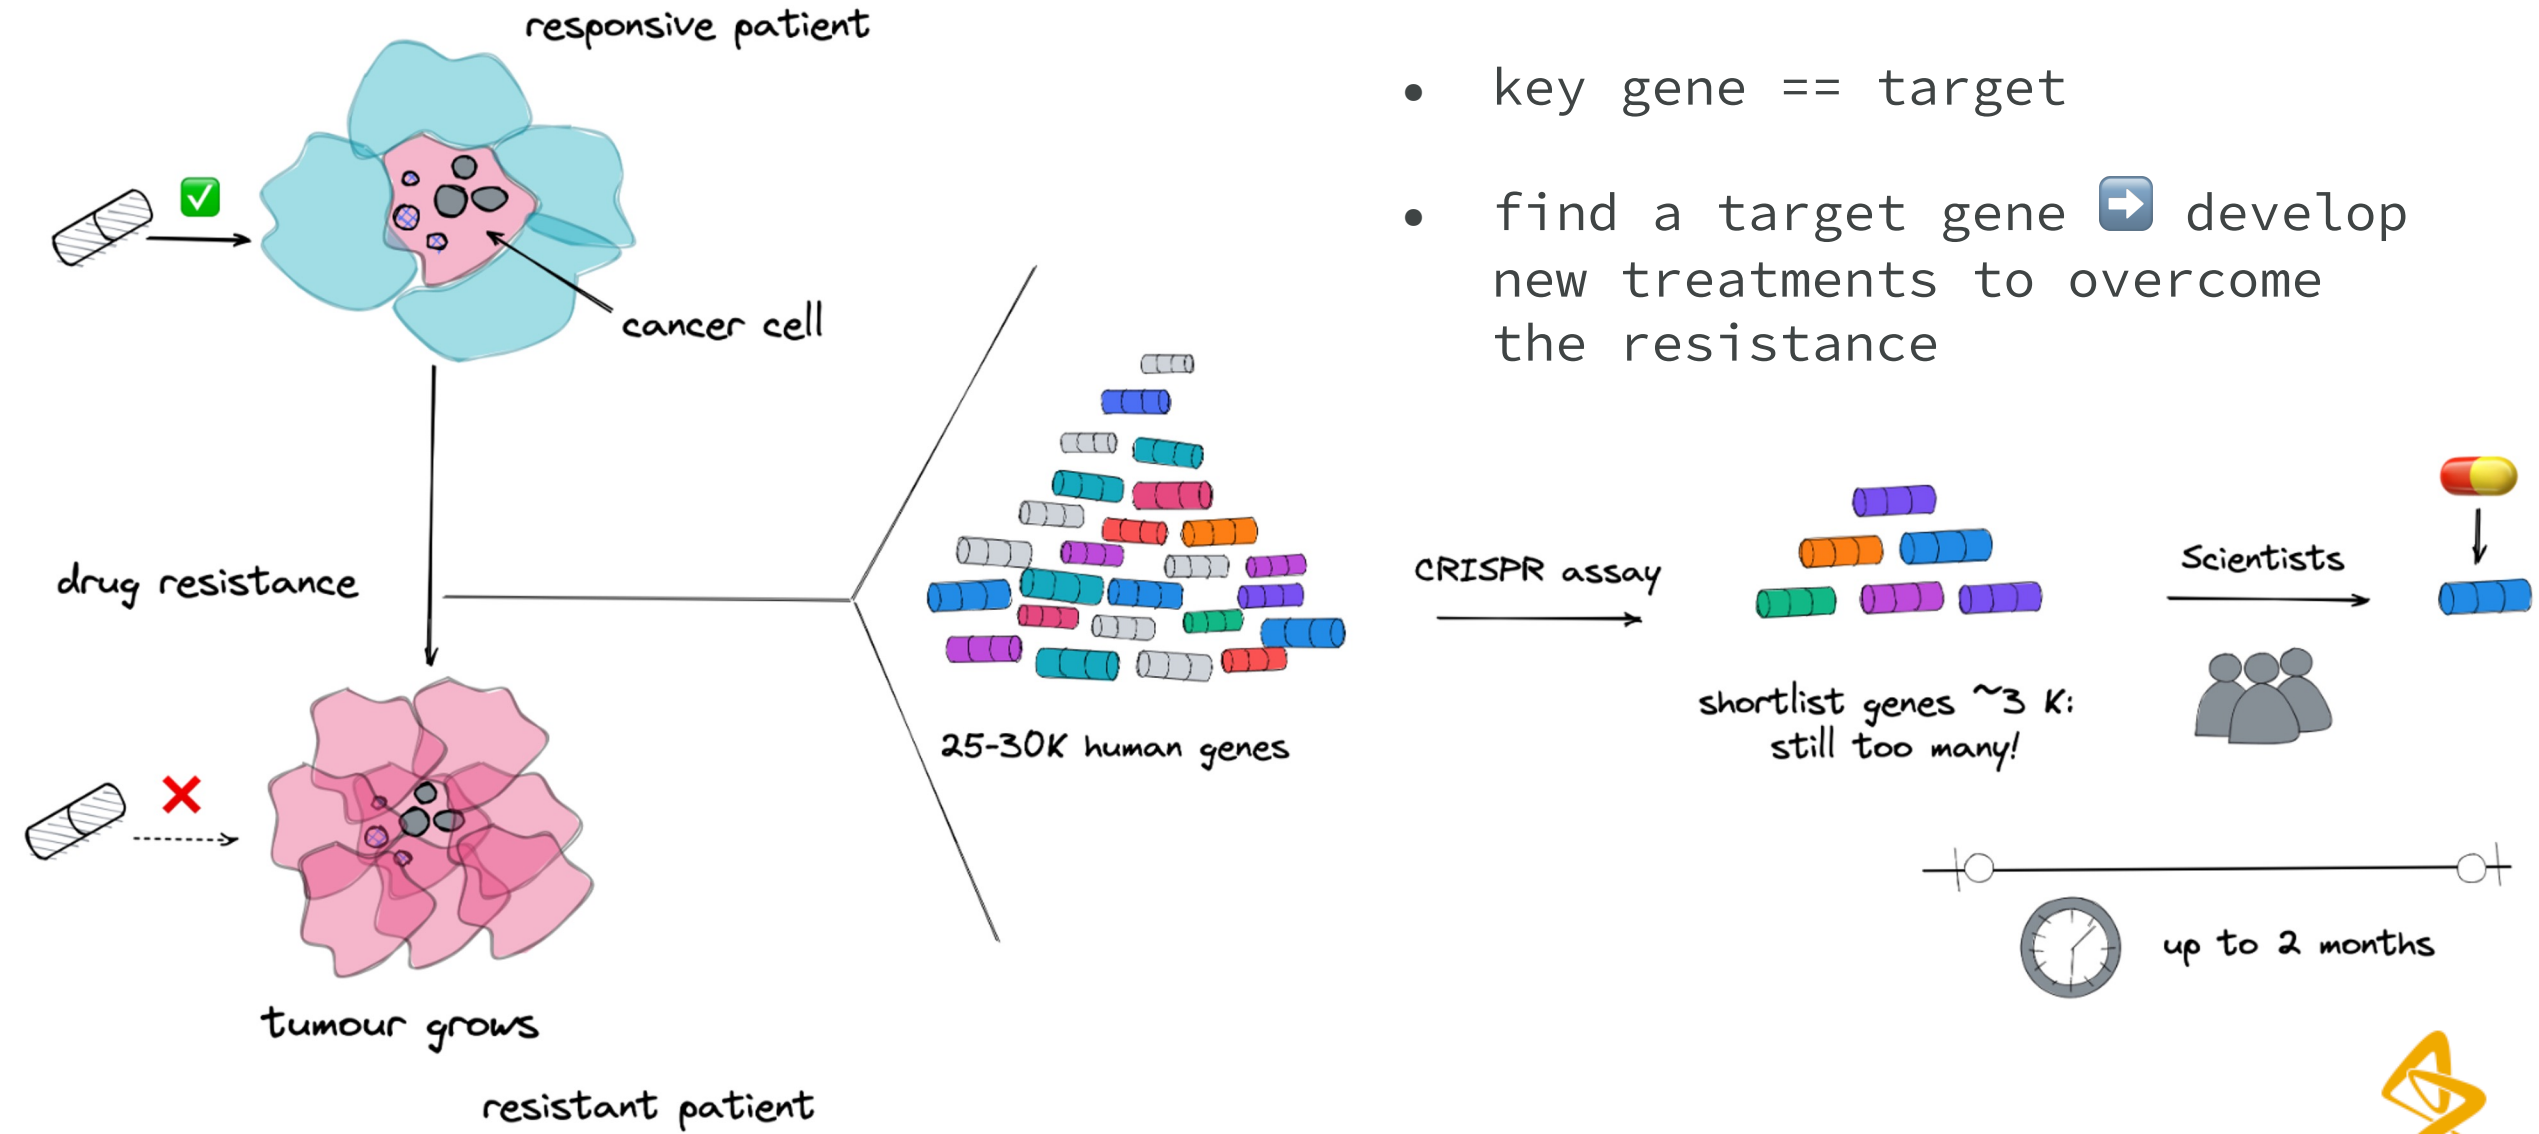 responsive patient
cancer cell
drug resistance
tumour grows
resistant patient
25-30K human genes
• key gene == target
• find a target gene ➡ develop
new treatments to overcome
the resistance
CRISPR assay
shortlist genes ~3 K:
still too many!
Scientists
up to 2 months